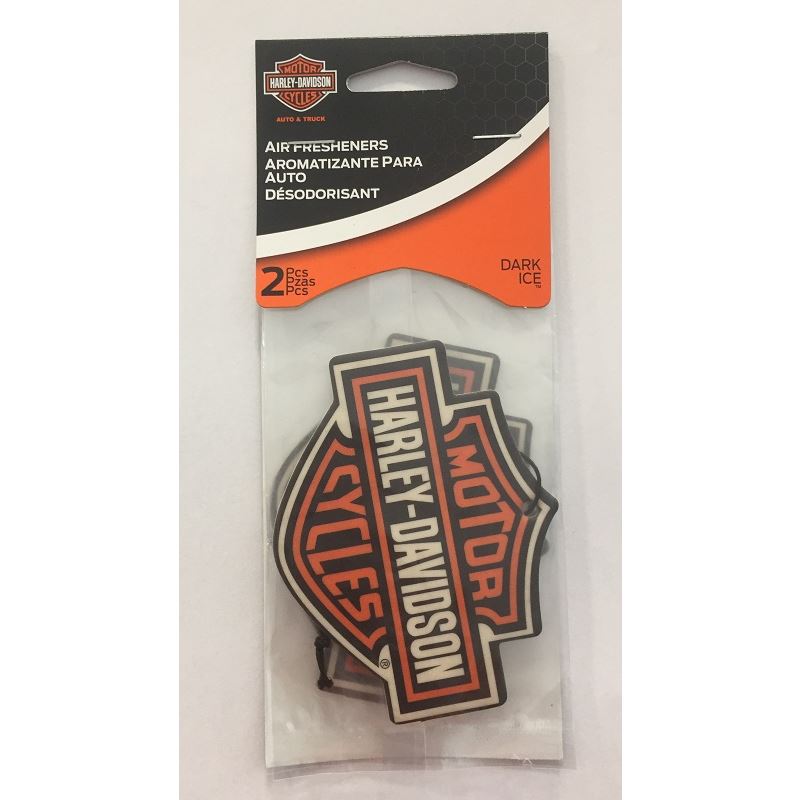 MOTOR
HARLEY-DAVIDSON
CYCLES
AUTO & TRUCK
AIR FRESHENERS
AROMATIZANTE PARA
AUTO
DÉSODORISANT
2 Pcs
Pzas
Pcs
DARK
ICE™
MOTOR
HARLEY-DAVIDSON
CYCLES
®